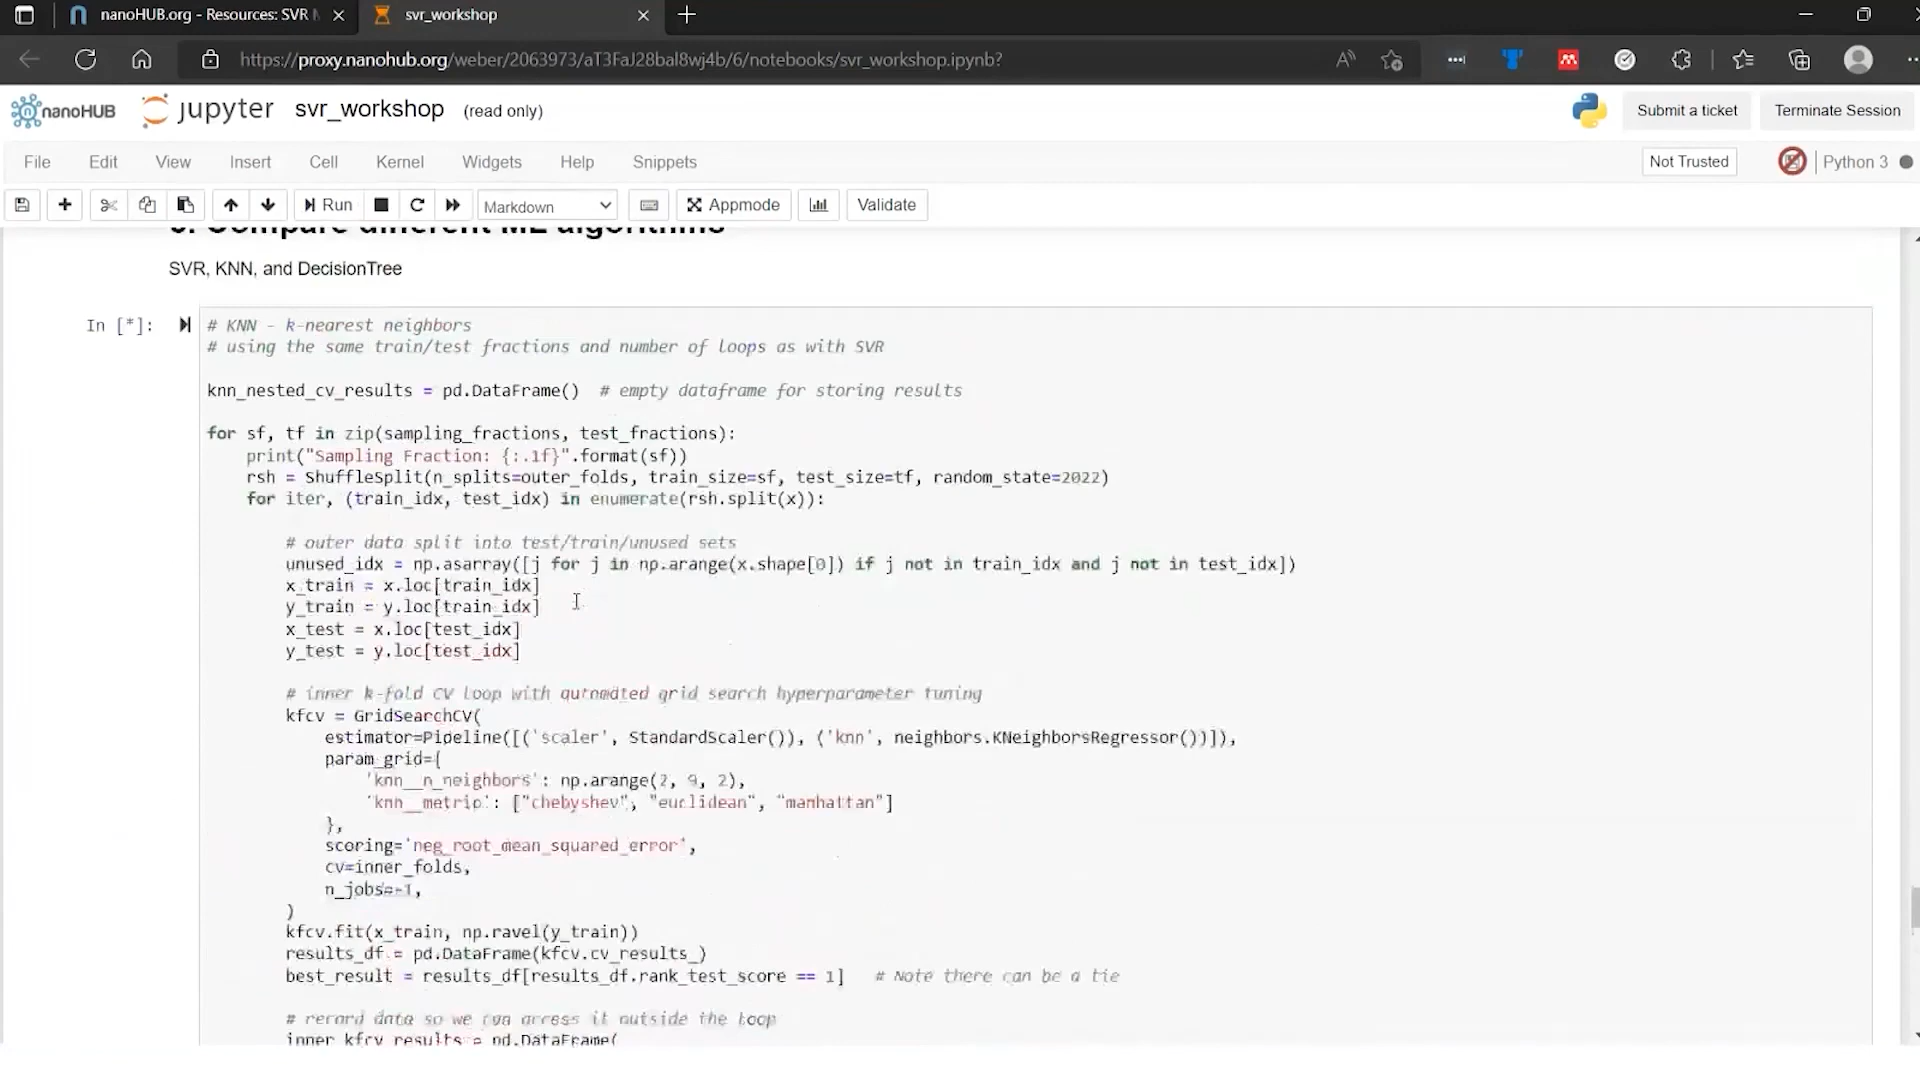 nanoHUB.org - Resources: SVR
svr_workshop
https://proxy.nanohub.org/weber/2063973/aT3FaJ28bal8wj4b/6/notebooks/svr_workshop.ipynb?
nanoHUB jupyter svr_workshop (read only) Submit a ticket Terminate Session
File Edit View Insert Cell Kernel Widgets Help Snippets Not Trusted Python 3
Run Markdown Appmode Validate
Compare different ML algorithms
SVR, KNN, and DecisionTree
In [*]:
# KNN - k-nearest neighbors
# using the same train/test fractions and number of loops as with SVR
knn_nested_cv_results = pd.DataFrame()  # empty dataframe for storing results
for sf, tf in zip(sampling_fractions, test_fractions):
    print("Sampling Fraction: {:.1f}".format(sf))
    rsh = ShuffleSplit(n_splits=outer_folds, train_size=sf, test_size=tf, random_state=2022)
    for iter, (train_idx, test_idx) in enumerate(rsh.split(x)):
        # outer data split into test/train/unused sets
        unused_idx = np.asarray([j for j in np.arange(x.shape[0]) if j not in train_idx and j not in test_idx])
        x_train = x.loc[train_idx]
        y_train = y.loc[train_idx]
        x_test = x.loc[test_idx]
        y_test = y.loc[test_idx]
        # inner k-fold CV loop with automated grid search hyperparameter tuning
        kfcv = GridSearchCV(
            estimator=Pipeline([('scaler', StandardScaler()), ('knn', neighbors.KNeighborsRegressor())]),
            param_grid={
                'knn__n_neighbors': np.arange(2, 9, 2),
                'knn__metric': ["chebyshev", "euclidean", "manhattan"]
            },
            scoring='neg_root_mean_squared_error',
            cv=inner_folds,
            n_jobs=-1,
        )
        kfcv.fit(x_train, np.ravel(y_train))
        results_df = pd.DataFrame(kfcv.cv_results_)
        best_result = results_df[results_df.rank_test_score == 1]   # Note there can be a tie
        # record data so we can access it outside the loop
        inner_kfcv_results = pd.DataFrame(